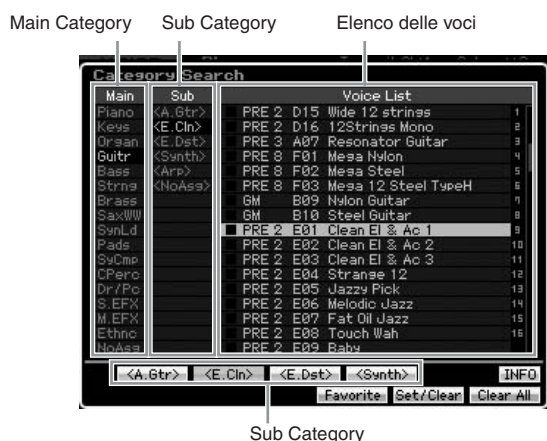 Main Category Sub Category Elenco delle voci
Category Search
Main Sub Voice List
Piano <A.Gtr> PRE 2 D15 Wide 12 strings 1
Keys <E.Cln> PRE 2 D16 12Strings Mono 2
Organ <E.Dst> PRE 3 A07 Resonator Guitar 3
Guitr <Synth> PRE 8 F01 Mega Nylon 4
Bass <Arp> PRE 8 F02 Mega Steel 5
Strng <NoAsg> PRE 8 F03 Mega 12 Steel TypeH 6
Brass GM B09 Nylon Guitar 7
SaxWW GM B10 Steel Guitar 8
SynLd PRE 2 E01 Clean El & Ac 1 9
Pads PRE 2 E02 Clean El & Ac 2 10
SyCmp PRE 2 E03 Clean El & Ac 3 11
CPerc PRE 2 E04 Strange 12 12
Dr/Pc PRE 2 E05 Jazzy Pick 13
S.EFX PRE 2 E06 Melodic Jazz 14
M.EFX PRE 2 E07 Fat Oil Jazz 15
Ethnc PRE 2 E08 Touch Wah 16
NoAsg PRE 2 E09 Baby
<A.Gtr> <E.Cln> <E.Dst> <Synth> INFO
Favorite Set/Clear Clear All
Sub Category